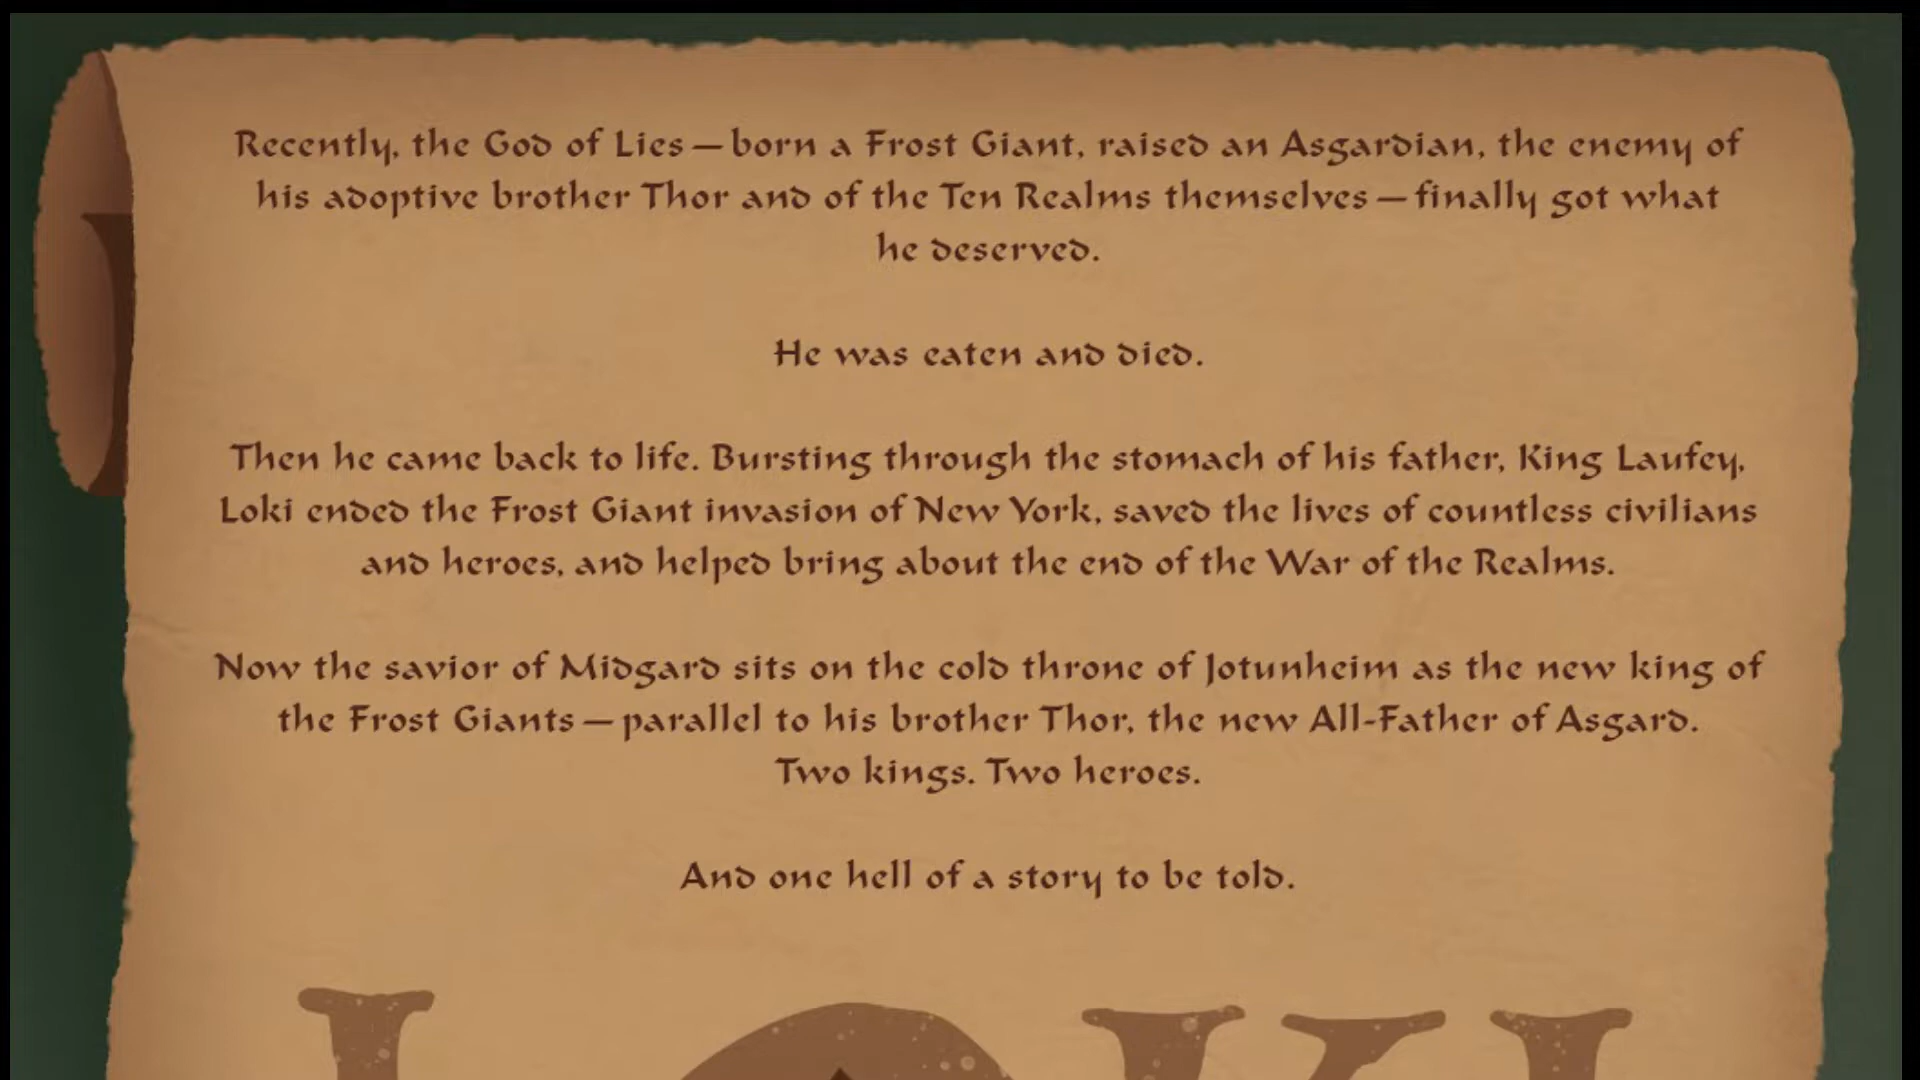 Recently, the God of Lies—born a Frost Giant, raised an Asgardian, the enemy of
his adoptive brother Thor and of the Ten Realms themselves—finally got what
he deserved.
He was eaten and died.
Then he came back to life. Bursting through the stomach of his father, King Laufey,
Loki ended the Frost Giant invasion of New York, saved the lives of countless civilians
and heroes, and helped bring about the end of the War of the Realms.
Now the savior of Midgard sits on the cold throne of Jotunheim as the new king of
the Frost Giants—parallel to his brother Thor, the new All-Father of Asgard.
Two kings. Two heroes.
And one hell of a story to be told.
LOKI